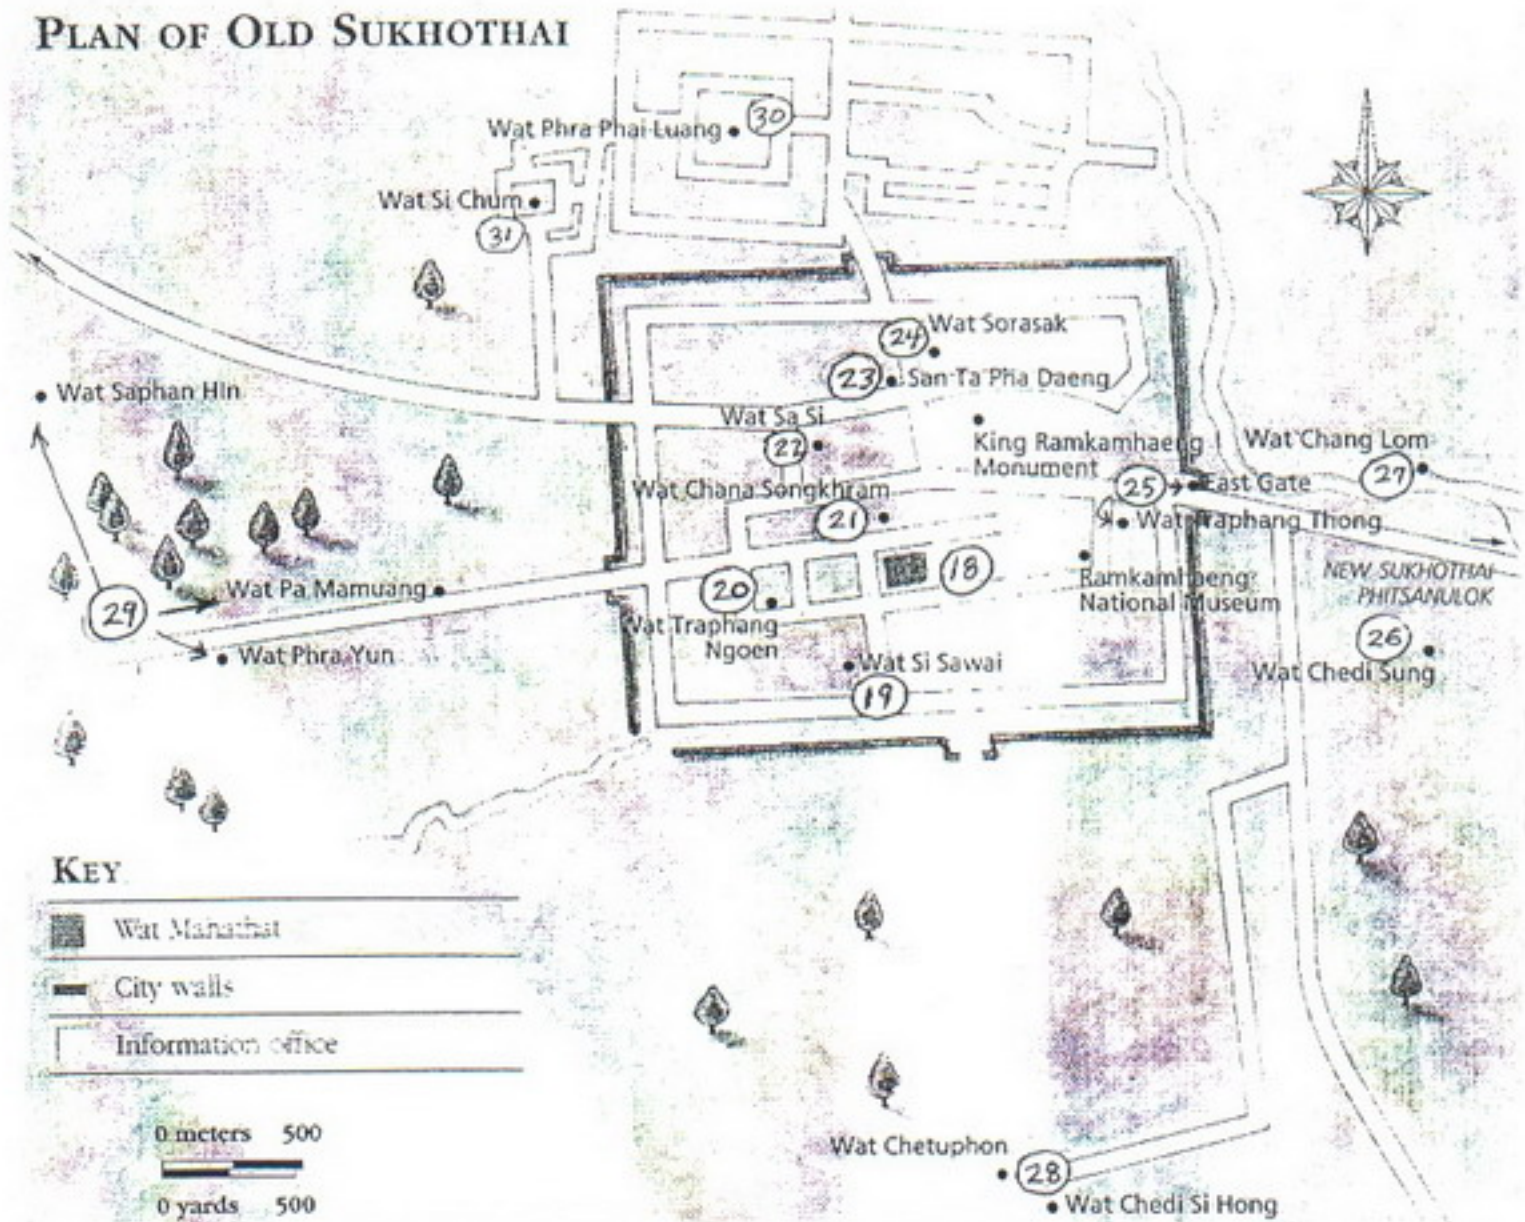 PLAN OF OLD SUKHOTHAI
Wat Phra Phai Luang
30
Wat Si Chum
31
Wat Sorasak
24
23
San Ta Pha Daeng
Wat Saphan Hin
Wat Sa Si
22
King Ramkamhaeng
Monument
Wat Chang Lom
27
25
East Gate
Wat Chana Songkhram
21
Wat Traphang Thong
18
Ramkamhaeng
National Museum
NEW SUKHOTHAI
PHITSANULOK
29
Wat Pa Mamuang
20
Wat Traphang
Ngoen
26
Wat Chedi Sung
Wat Phra Yun
Wat Si Sawai
19
KEY
Wat Mahathat
City walls
Information office
0 meters 500
0 yards 500
Wat Chetuphon
28
Wat Chedi Si Hong